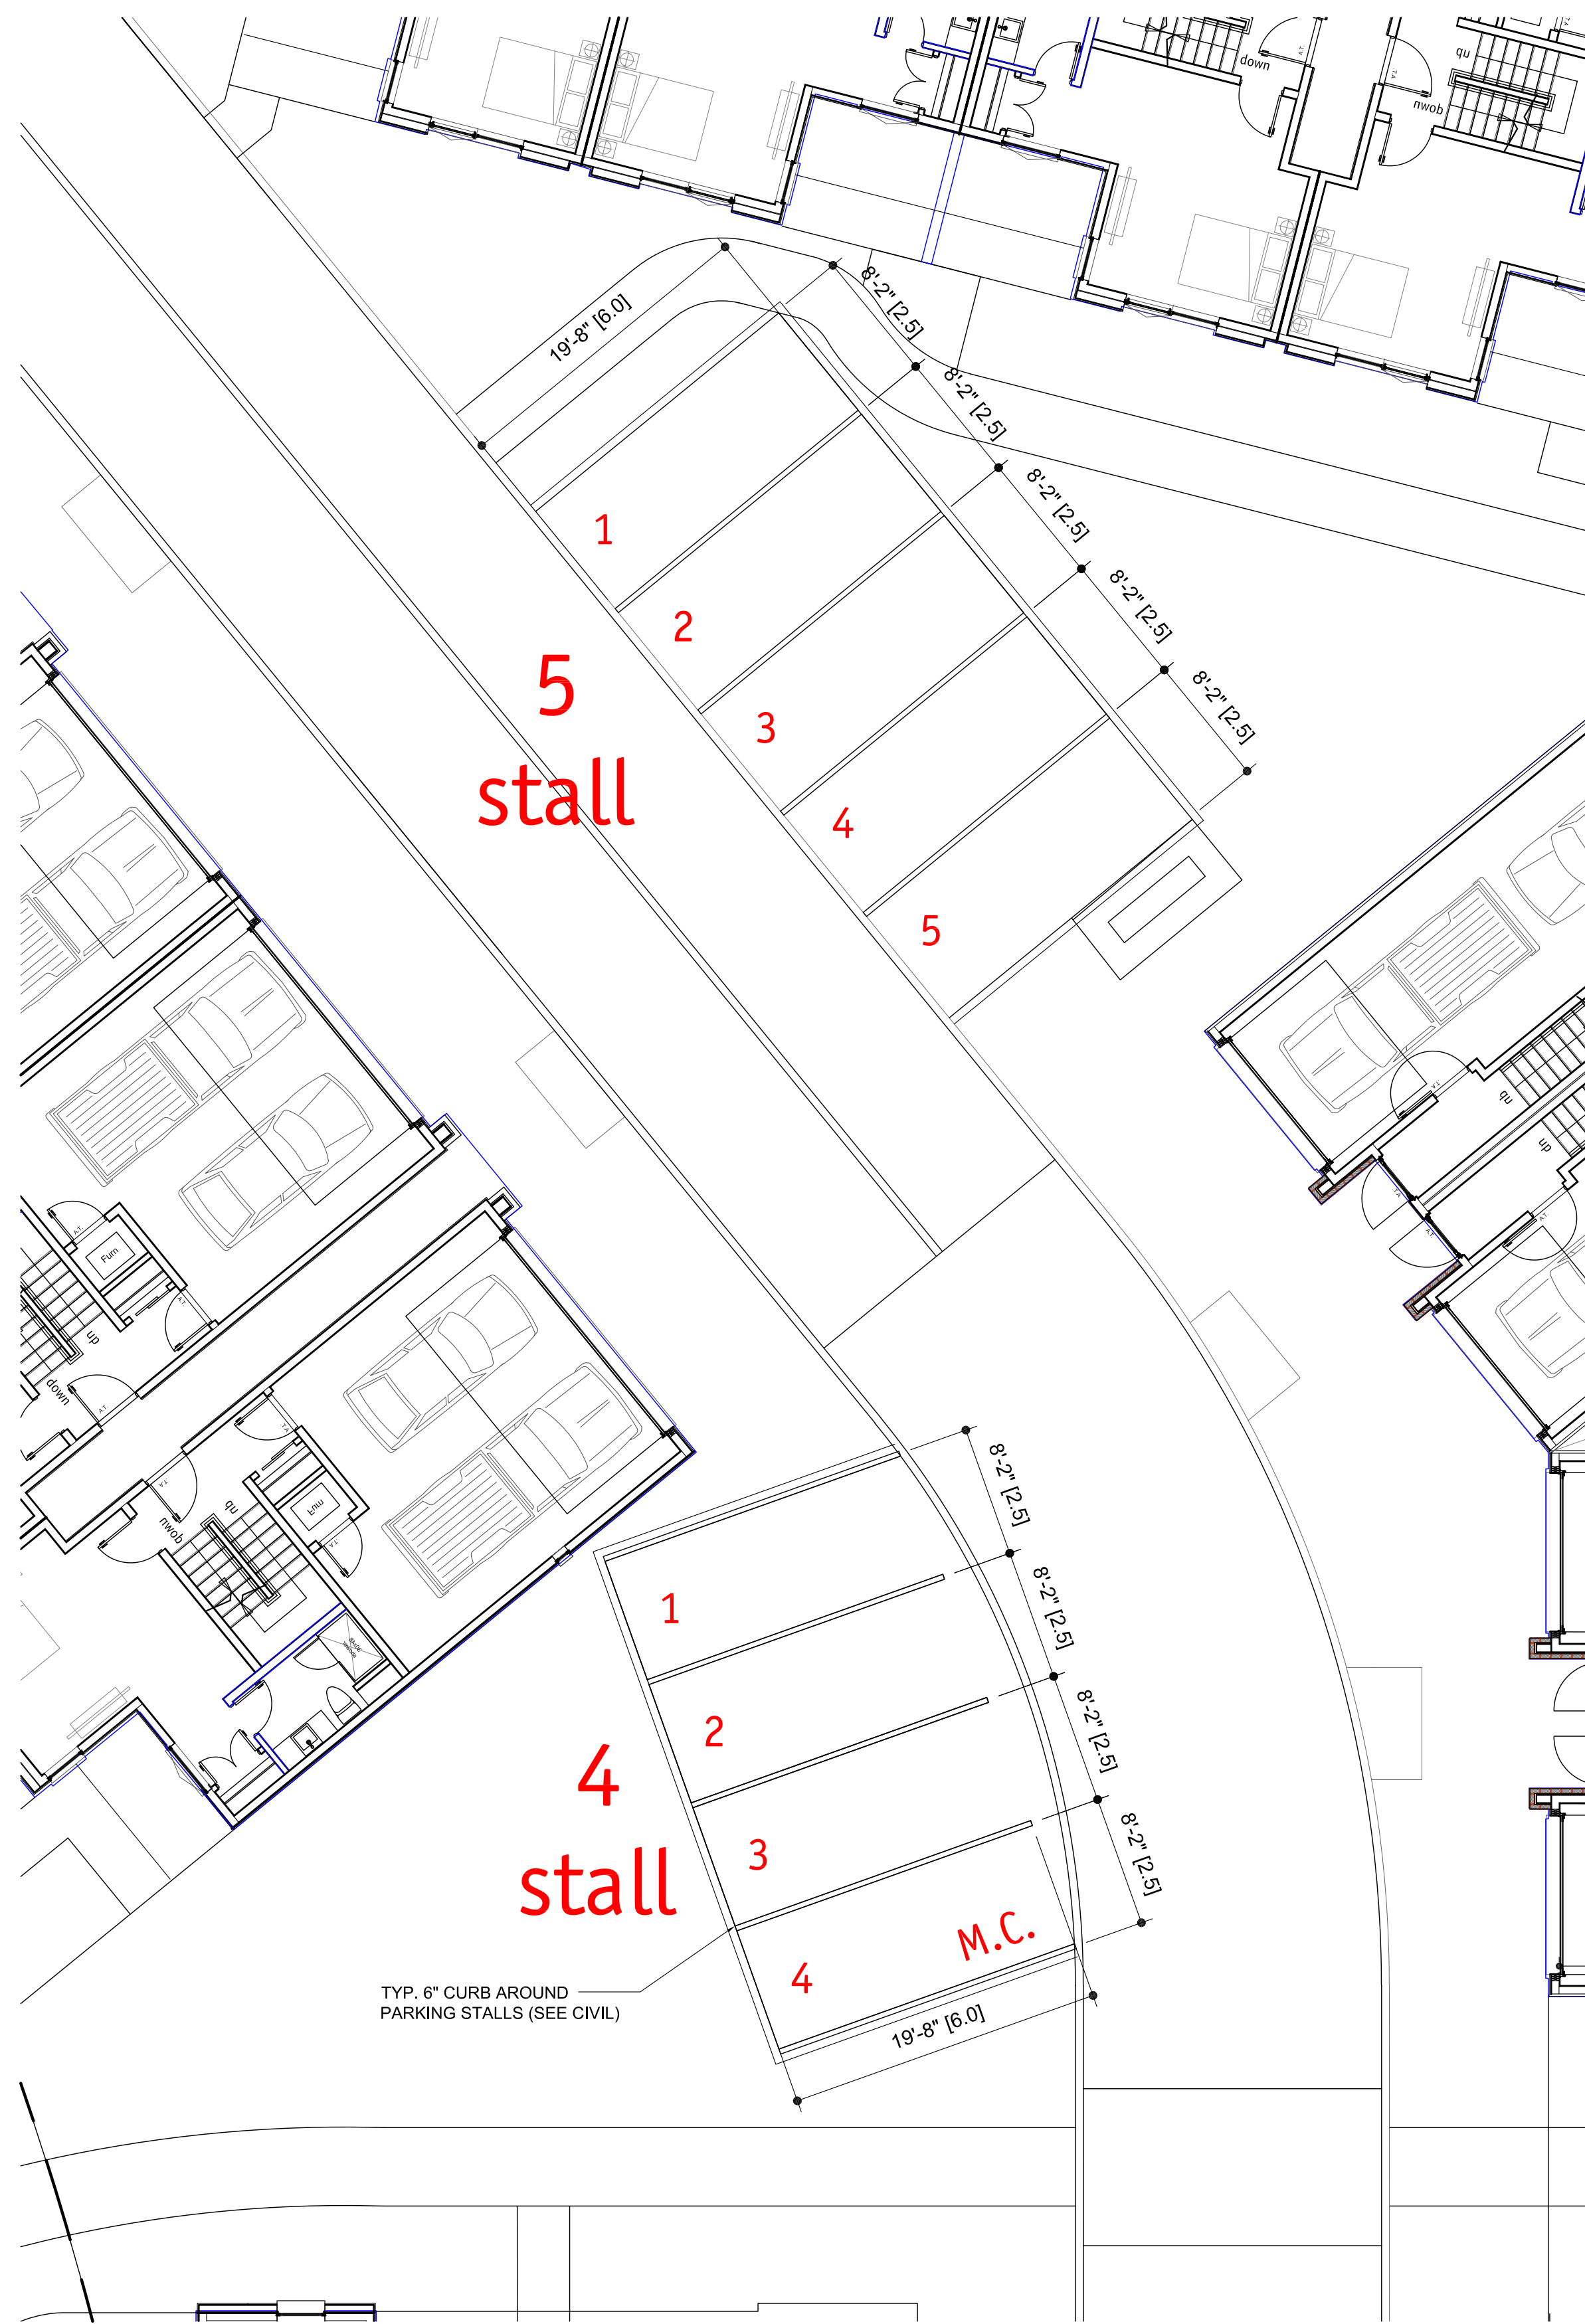 down
up
down
19'-8" [6.0]
8'-2" [2.5]
8'-2" [2.5]
8'-2" [2.5]
8'-2" [2.5]
8'-2" [2.5]
1
2
3
4
5
5
stall
up
up
Furn
up
down
up
down
Furn
8'-2" [2.5]
8'-2" [2.5]
8'-2" [2.5]
8'-2" [2.5]
1
2
3
4
4
stall
M.C.
TYP. 6" CURB AROUND
PARKING STALLS (SEE CIVIL)
19'-8" [6.0]